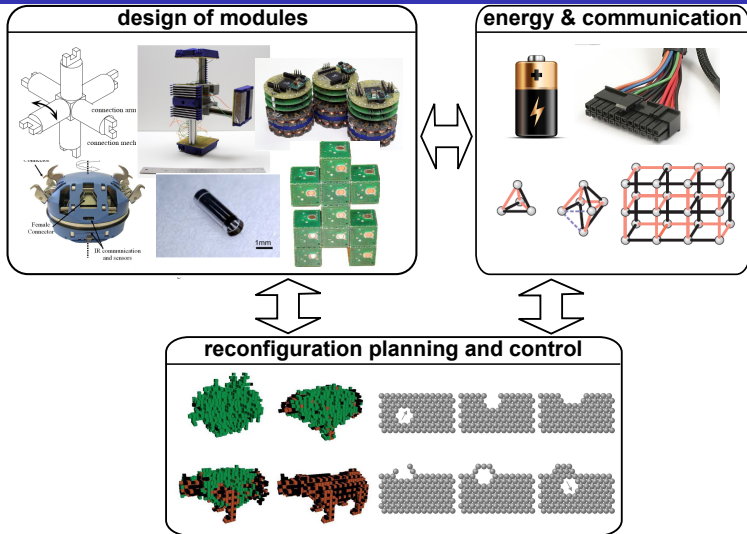 design of modules
energy & communication
connection arm
connection mech
Female
Connector
IR communication
and sensors
1mm
reconfiguration planning and control